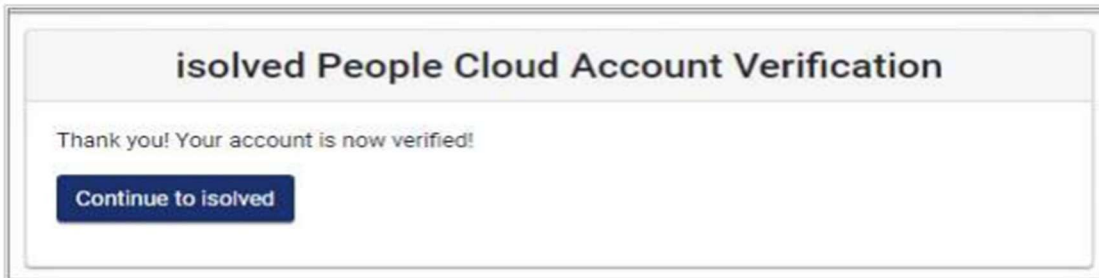 isolved People Cloud Account Verification
Thank you! Your account is now verified!
Continue to isolved